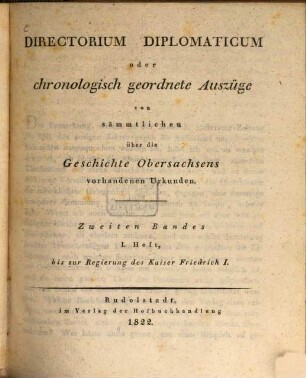 DIRECTORIUM DIPLOMATICUM
oder
chronologisch geordnete Auszüge
von
sämmtlichen
über die
Geschichte Obersachsens
vorhandenen Urkunden.
Zweiten Bandes
I. Heft,
bis zur Regierung des Kaiser Friedrich I.
Rudolstadt,
im Verlag der Hofbuchhandlung
1822.